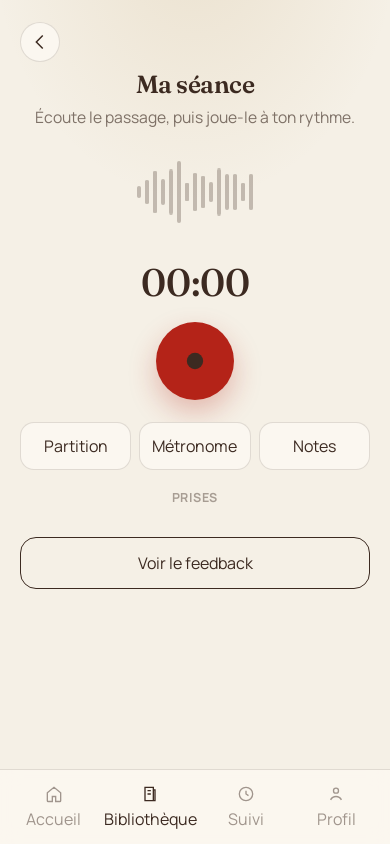 Ma séance
Écoute le passage, puis joue-le à ton rythme.
00:00
Partition Métronome Notes
PRISES
Voir le feedback
Accueil Bibliothèque Suivi Profil